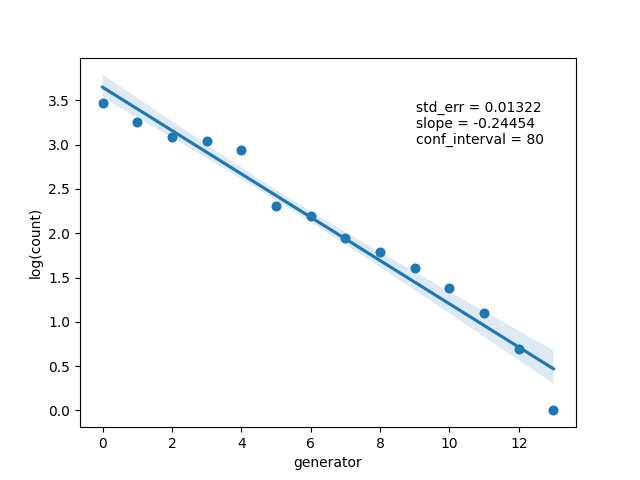 3.5
3.0
2.5
2.0
1.5
1.0
0.5
0.0
log(count)
std_err = 0.01322
slope = -0.24454
conf_interval = 80
0 2 4 6 8 10 12
generator